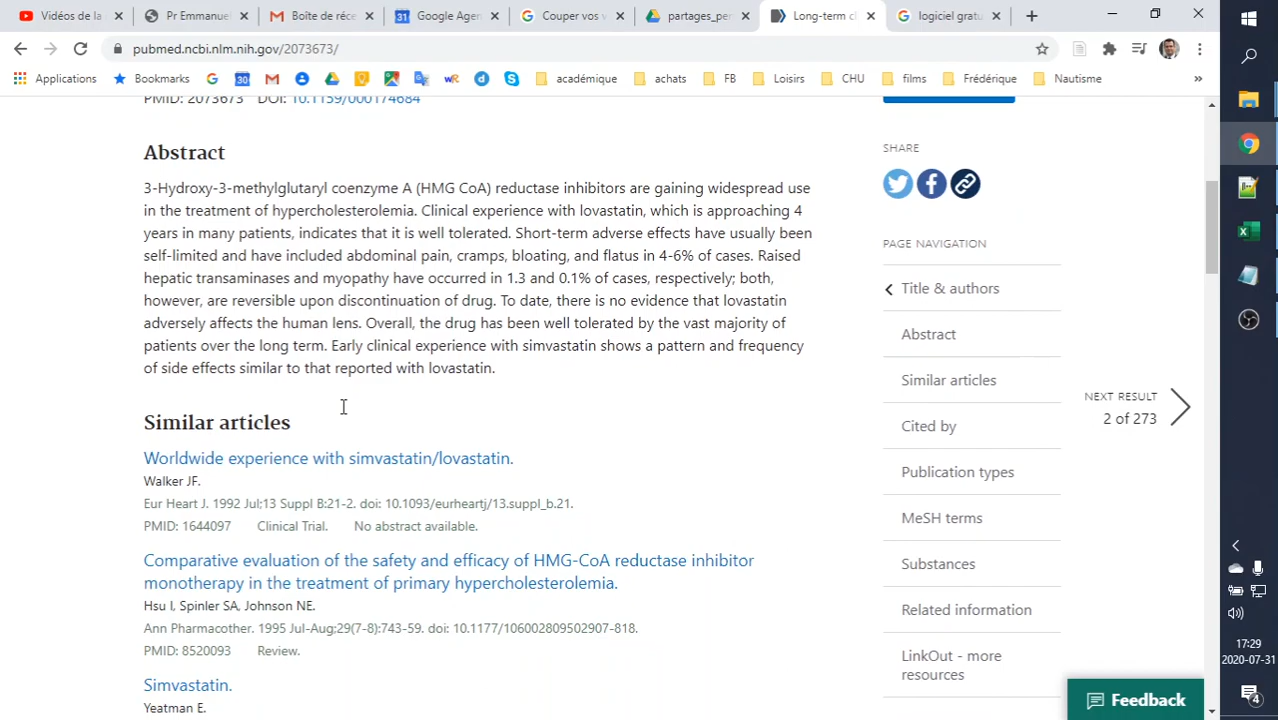 Vidéos de la
Pr Emmanue
Boîte de réce
Google Agen
Couper vos v
partages_per
Long-term cl
logiciel gratu
pubmed.ncbi.nlm.nih.gov/2073673/
Applications
Bookmarks
académique
achats
FB
Loisirs
CHU
films
Frédérique
Nautisme
PMID: 2073673 DOI: 10.1159/000174684
Abstract
3-Hydroxy-3-methylglutaryl coenzyme A (HMG CoA) reductase inhibitors are gaining widespread use
in the treatment of hypercholesterolemia. Clinical experience with lovastatin, which is approaching 4
years in many patients, indicates that it is well tolerated. Short-term adverse effects have usually been
self-limited and have included abdominal pain, cramps, bloating, and flatus in 4-6% of cases. Raised
hepatic transaminases and myopathy have occurred in 1.3 and 0.1% of cases, respectively; both,
however, are reversible upon discontinuation of drug. To date, there is no evidence that lovastatin
adversely affects the human lens. Overall, the drug has been well tolerated by the vast majority of
patients over the long term. Early clinical experience with simvastatin shows a pattern and frequency
of side effects similar to that reported with lovastatin.
Similar articles
Worldwide experience with simvastatin/lovastatin.
Walker JF.
Eur Heart J. 1992 Jul;13 Suppl B:21-2. doi: 10.1093/eurheartj/13.suppl_b.21.
PMID: 1644097 Clinical Trial. No abstract available.
Comparative evaluation of the safety and efficacy of HMG-CoA reductase inhibitor
monotherapy in the treatment of primary hypercholesterolemia.
Hsu I, Spinler SA, Johnson NE.
Ann Pharmacother. 1995 Jul-Aug;29(7-8):743-59. doi: 10.1177/106002809502907-818.
PMID: 8520093 Review.
Simvastatin.
Yeatman E.
SHARE
PAGE NAVIGATION
Title & authors
Abstract
Similar articles
Cited by
Publication types
MeSH terms
Substances
Related information
LinkOut - more
resources
NEXT RESULT
2 of 273
Feedback
17:29
2020-07-31
4